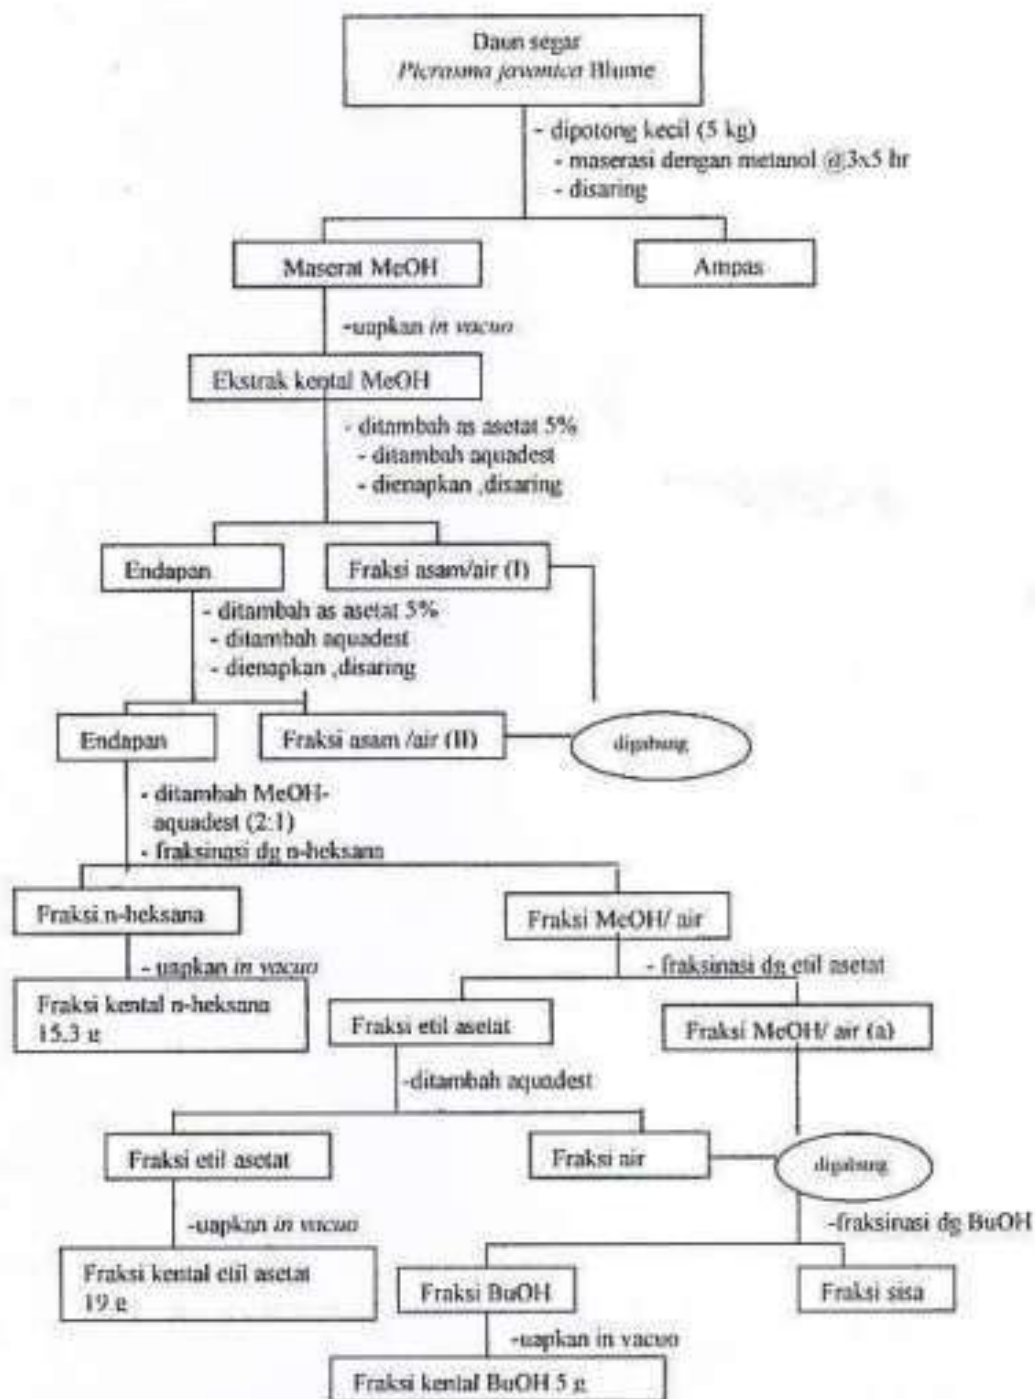 Daun segar
Picrasma javanica Blume
- dipotong kecil (5 kg)
- maserasi dengan metanol @3x5 hr
- disaring
Maserat MeOH
Ampas
-uapkan in vacuo
Ekstrak kental MeOH
- ditambah as asetat 5%
- ditambah aquadest
- dienapkan ,disaring
Endapan
Fraksi asam/air (I)
- ditambah as asetat 5%
- ditambah aquadest
- dienapkan ,disaring
Endapan
Fraksi asam /air (II)
digabung
- ditambah MeOH-
aquadest (2:1)
- fraksinasi dg n-heksana
Fraksi n-heksana
Fraksi MeOH/ air
- uapkan in vacuo
- fraksinasi dg etil asetat
Fraksi kental n-heksana
15.3 g
Fraksi etil asetat
Fraksi MeOH/ air (a)
-ditambah aquadest
Fraksi etil asetat
Fraksi air
digabung
-uapkan in vacuo
-fraksinasi dg BuOH
Fraksi kental etil asetat
19 g
Fraksi BuOH
Fraksi sisa
-uapkan in vacuo
Fraksi kental BuOH 5 g